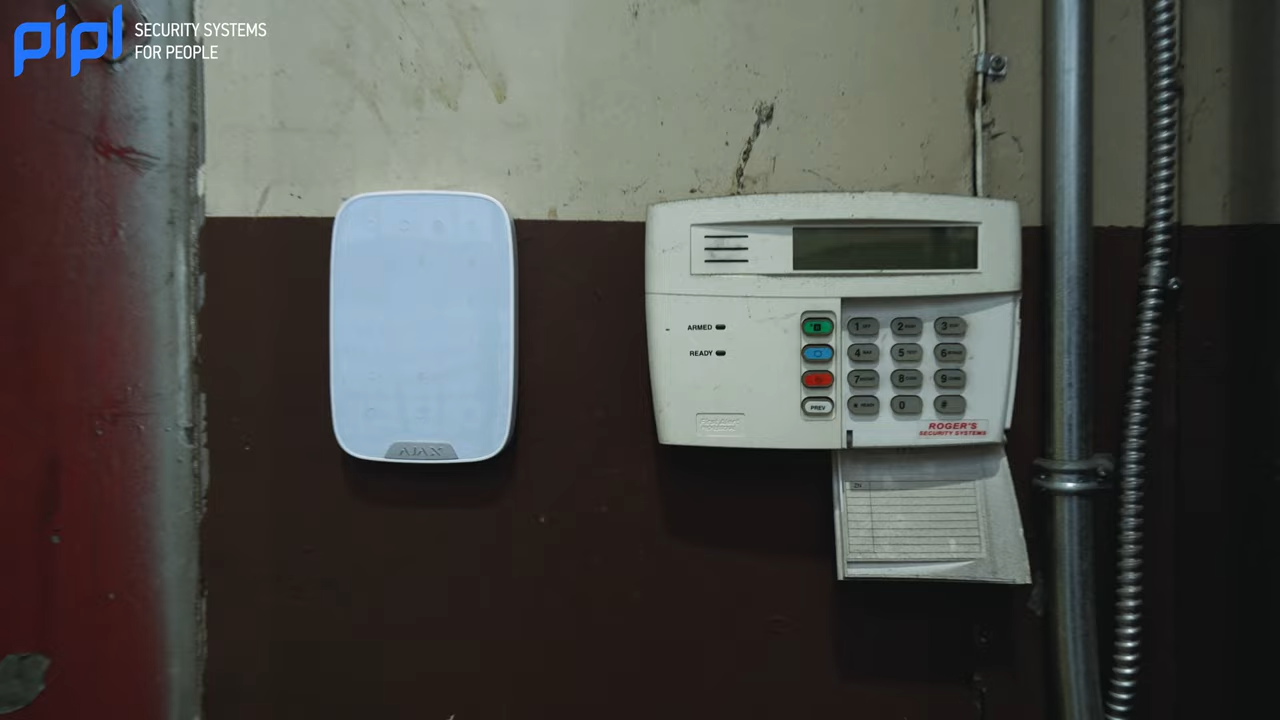 pipl
SECURITY SYSTEMS
FOR PEOPLE
AJAX
ARMED
READY
PREV
1
2
3
4
5
6
7
8
9
0
#
ROGER'S
SECURITY SYSTEMS